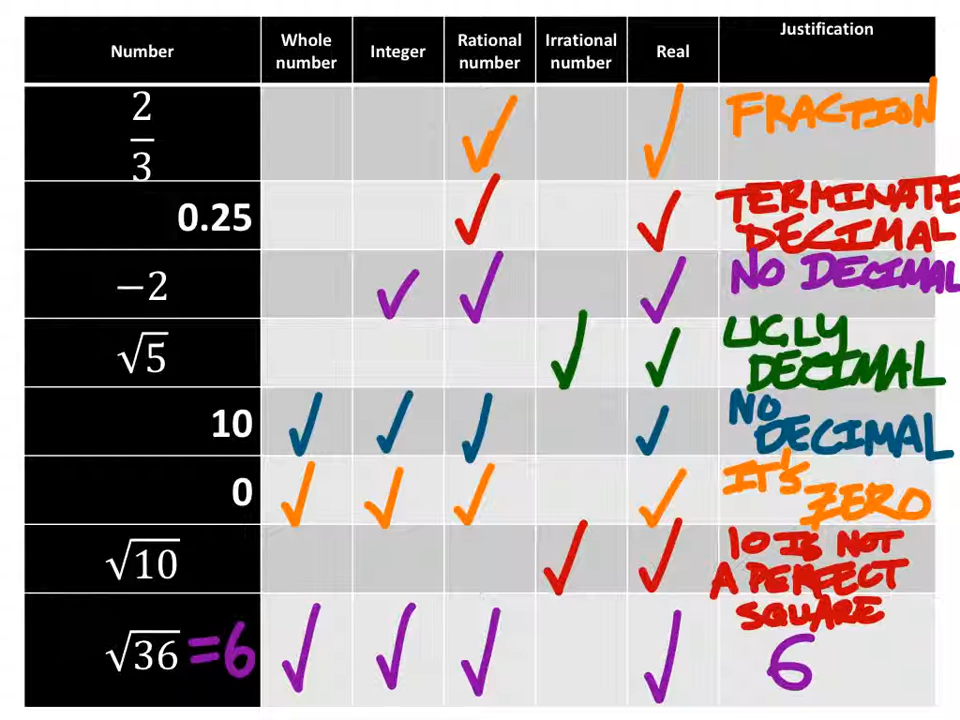 Number Whole number Integer Rational number Irrational number Real Justification
2/3 ✓ ✓ FRACTION
0.25 ✓ ✓ TERMINATE DECIMAL
−2 ✓ ✓ ✓ NO DECIMAL
√5 ✓ ✓ UGLY DECIMAL
10 ✓ ✓ ✓ ✓ NO DECIMAL
0 ✓ ✓ ✓ ✓ IT'S ZERO
√10 ✓ ✓ 10 IS NOT A PERFECT SQUARE
√36 =6 ✓ ✓ ✓ ✓ 6